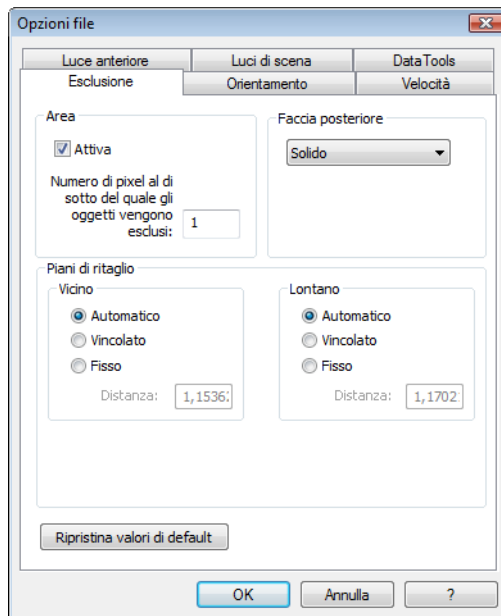 Opzioni file
Luce anteriore
Luci di scena
DataTools
Esclusione
Orientamento
Velocità
Area
Attiva
Numero di pixel al di
sotto del quale gli
oggetti vengono
esclusi:
1
Faccia posteriore
Solido
Piani di ritaglio
Vicino
Automatico
Vincolato
Fisso
Distanza:
1,1536
Lontano
Automatico
Vincolato
Fisso
Distanza:
1,1702
Ripristina valori di default
OK
Annulla
?